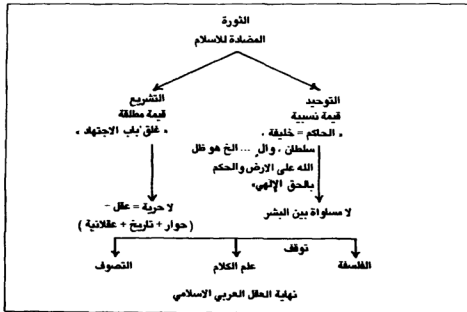 الثورة
المضادة للاسلام
التوحيد
قيمة نسبية
« الحاكم = خليفة ،
سلطان ، وال ... الخ هو ظل
الله على الارض والحكم
بالحق الإلهي»
لا مساواة بين البشر
التشريع
قيمة مطلقة
« غلق باب الاجتهاد »
لا حرية = عقل -
( حوار + تاريخ + عقلانية )
توقف
الفلسفة
علم الكلام
التصوف
نهاية العقل العربي الاسلامي